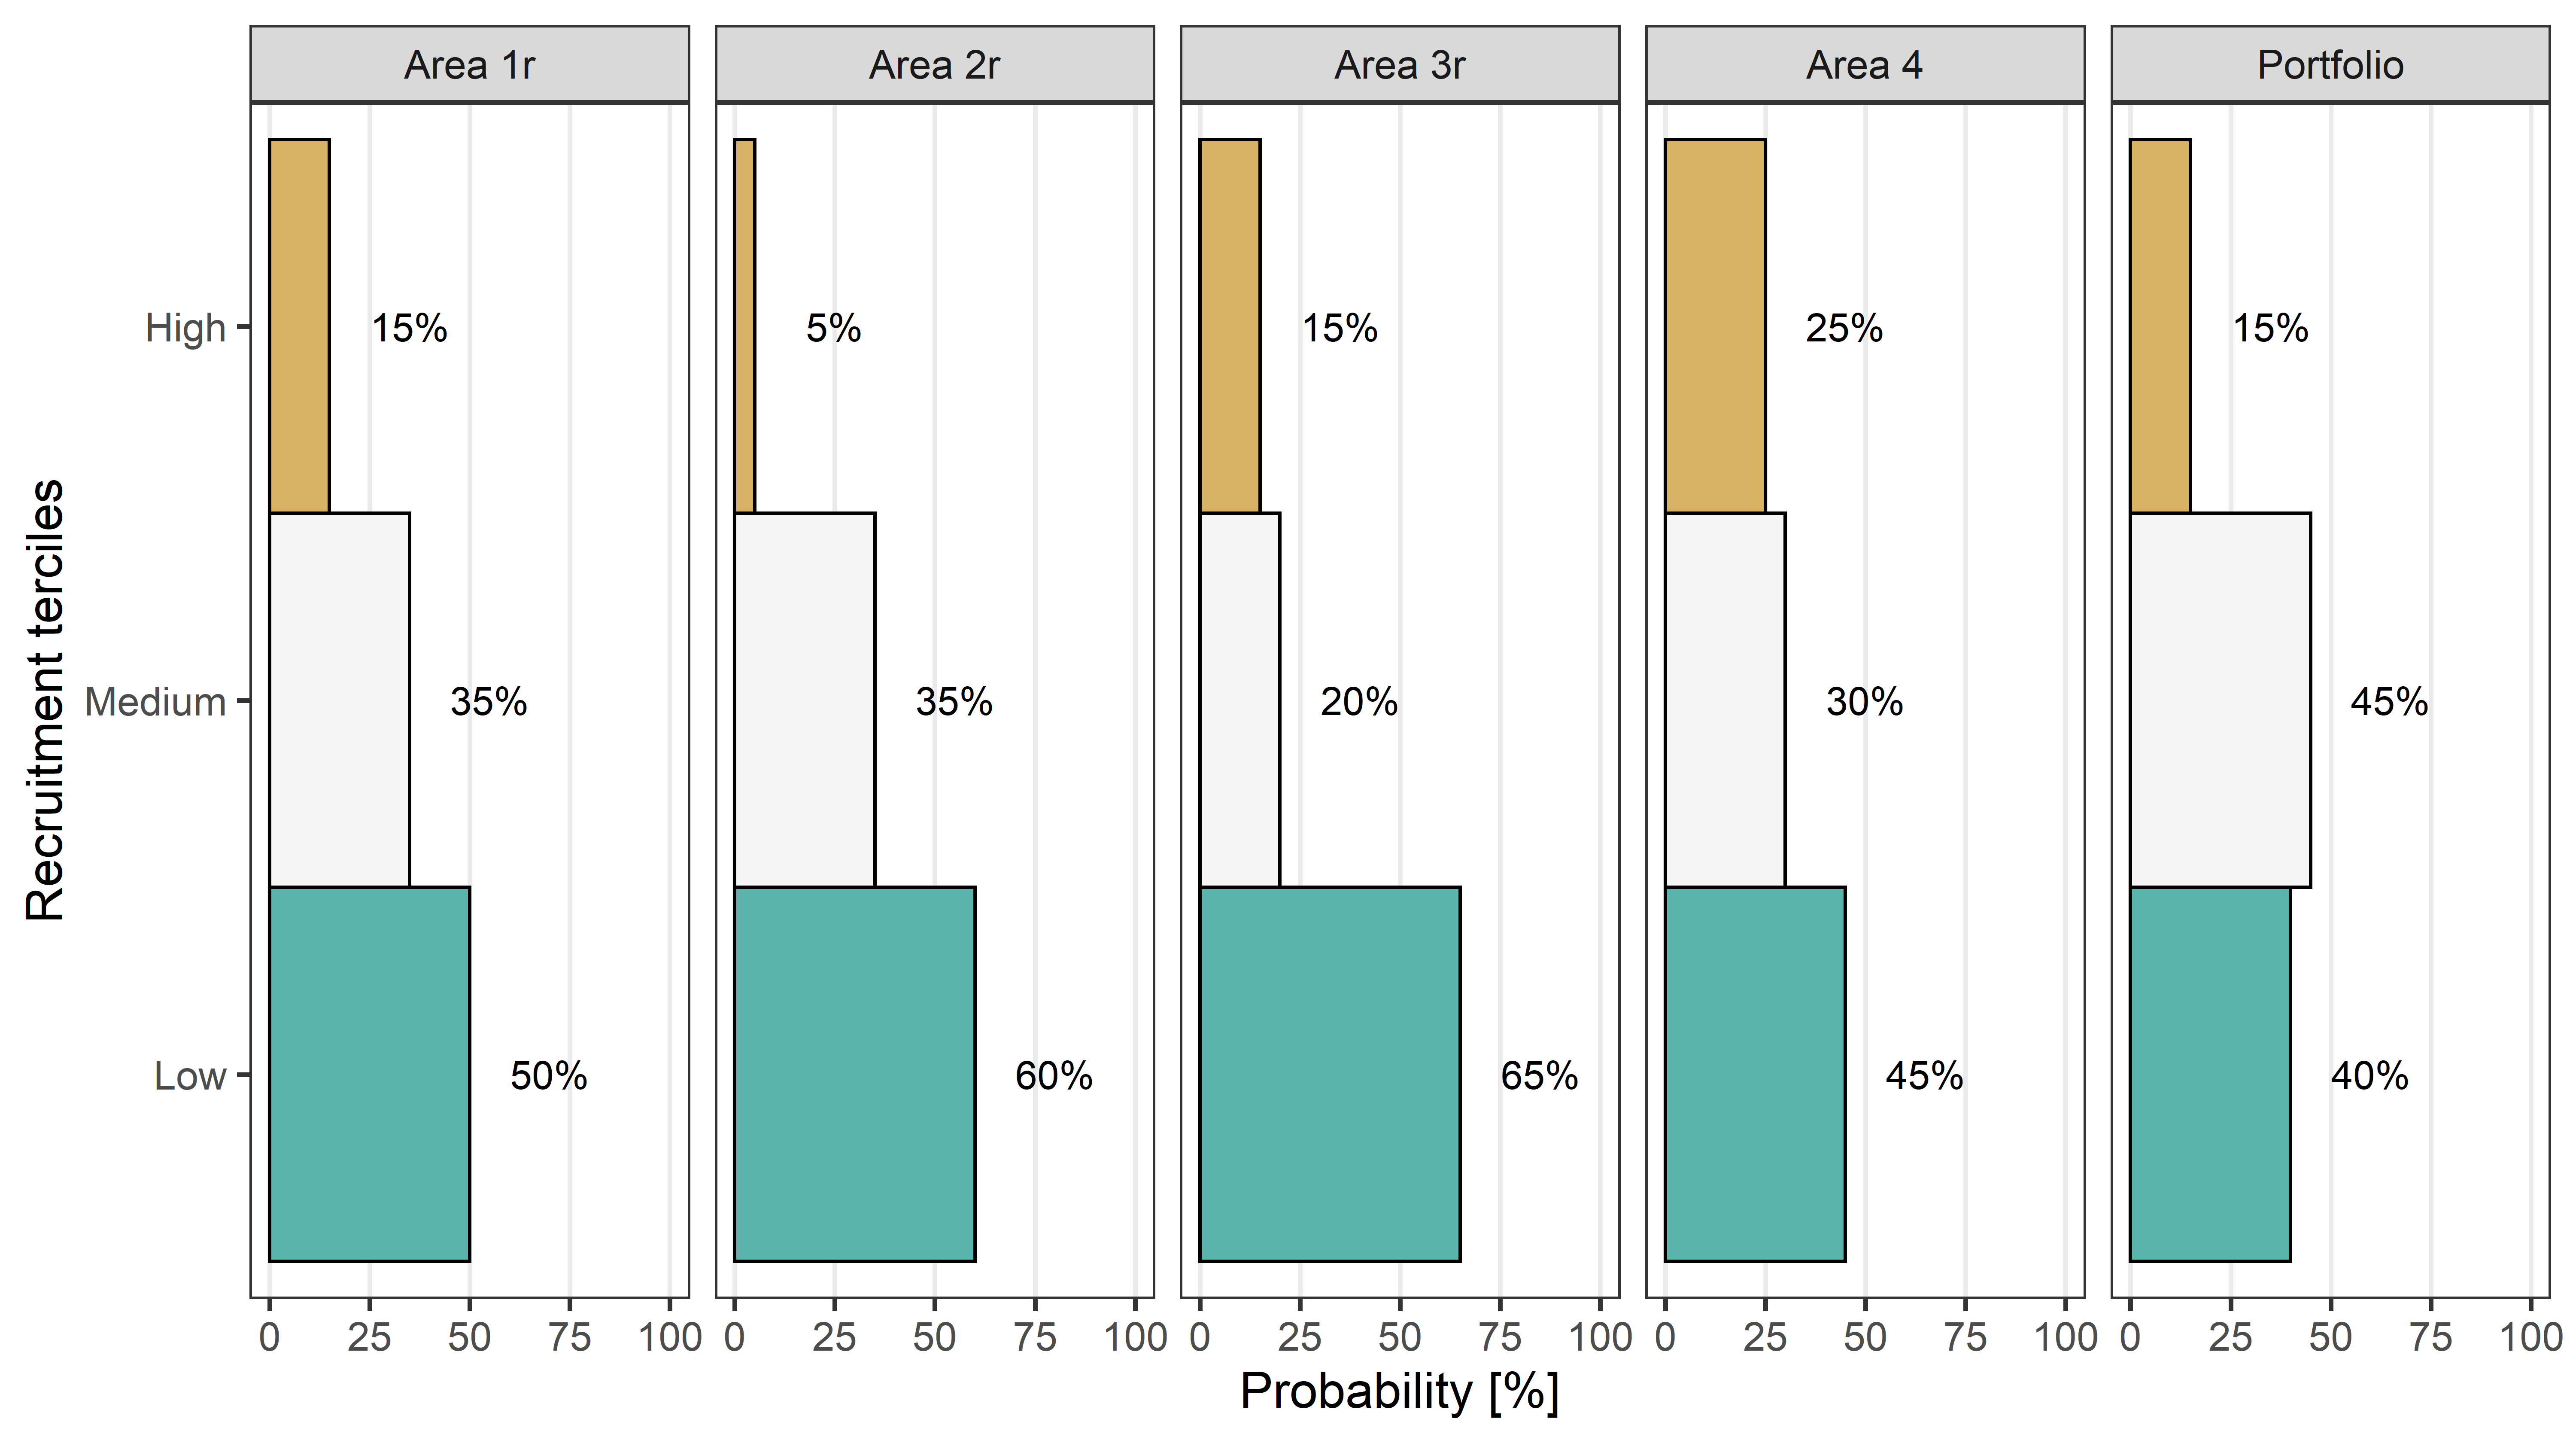 Area 1r
Area 2r
Area 3r
Area 4
Portfolio
Recruitment terciles
High
15%
5%
15%
25%
15%
Medium
35%
35%
20%
30%
45%
Low
50%
60%
65%
45%
40%
0 25 50 75 100
0 25 50 75 100
0 25 50 75 100
0 25 50 75 100
0 25 50 75 100
Probability [%]